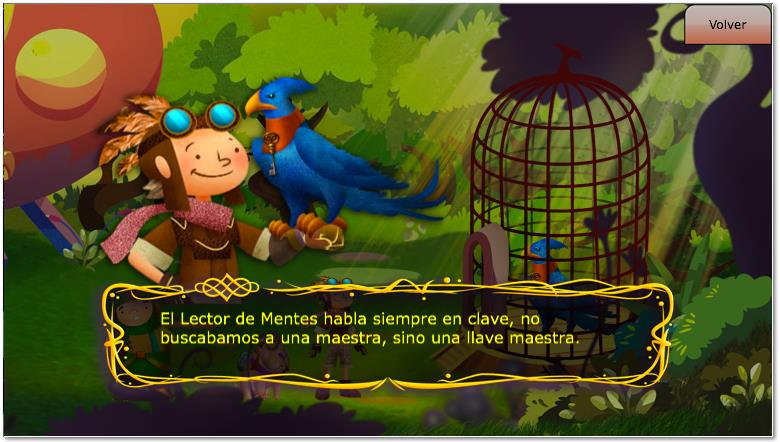 Volver
El Lector de Mentes habla siempre en clave, no
buscabamos a una maestra, sino una llave maestra.